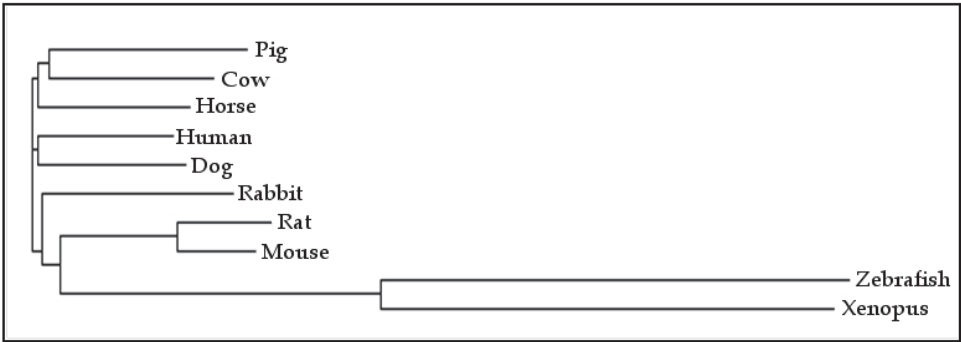 Pig
Cow
Horse
Human
Dog
Rabbit
Rat
Mouse
Zebrafish
Xenopus